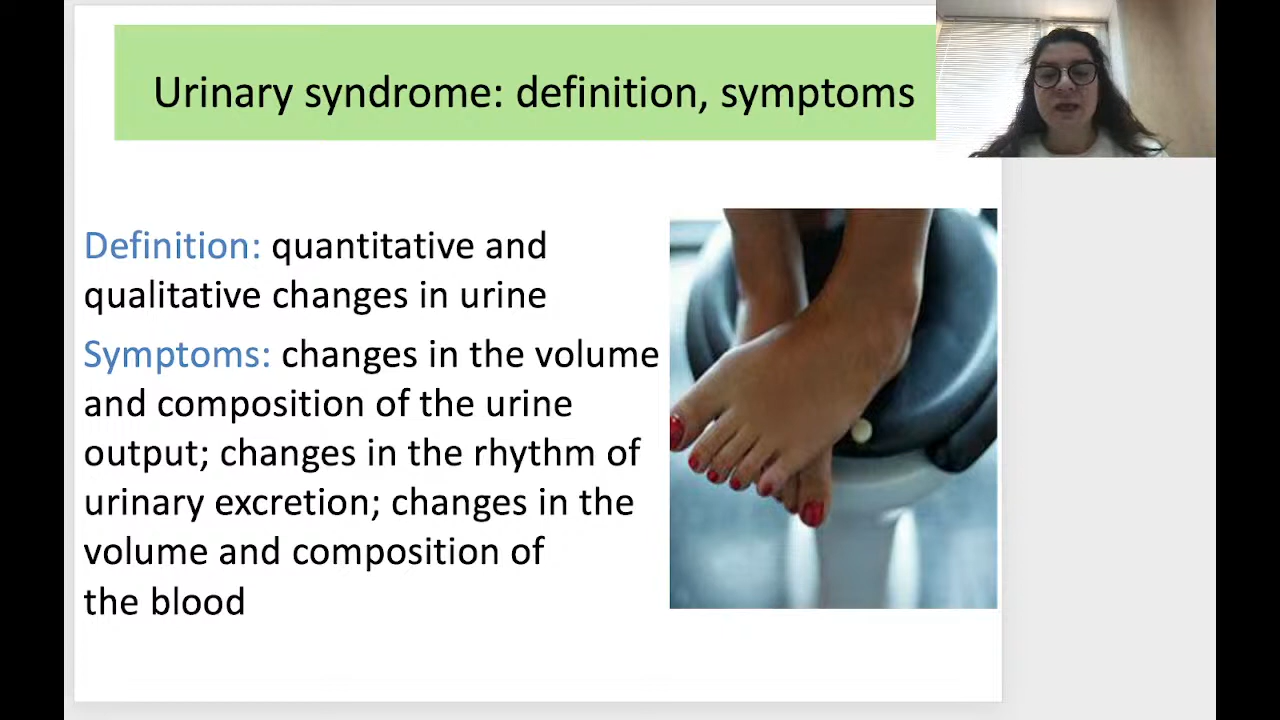 Urinary syndrome: definition, symptoms
Definition: quantitative and
qualitative changes in urine
Symptoms: changes in the volume
and composition of the urine
output; changes in the rhythm of
urinary excretion; changes in the
volume and composition of
the blood